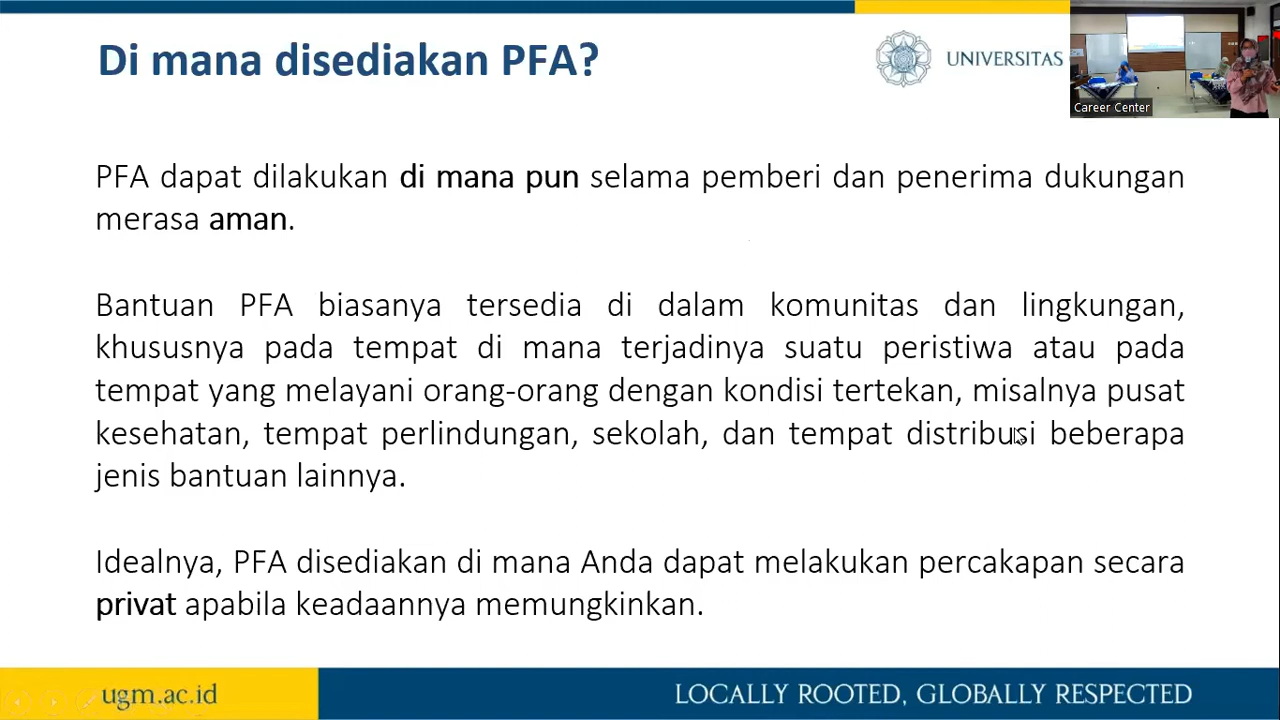 Di mana disediakan PFA?
UNIVERSITAS
Career Center
PFA dapat dilakukan di mana pun selama pemberi dan penerima dukungan
merasa aman.
Bantuan PFA biasanya tersedia di dalam komunitas dan lingkungan,
khususnya pada tempat di mana terjadinya suatu peristiwa atau pada
tempat yang melayani orang-orang dengan kondisi tertekan, misalnya pusat
kesehatan, tempat perlindungan, sekolah, dan tempat distribusi beberapa
jenis bantuan lainnya.
Idealnya, PFA disediakan di mana Anda dapat melakukan percakapan secara
privat apabila keadaannya memungkinkan.
ugm.ac.id
LOCALLY ROOTED, GLOBALLY RESPECTED